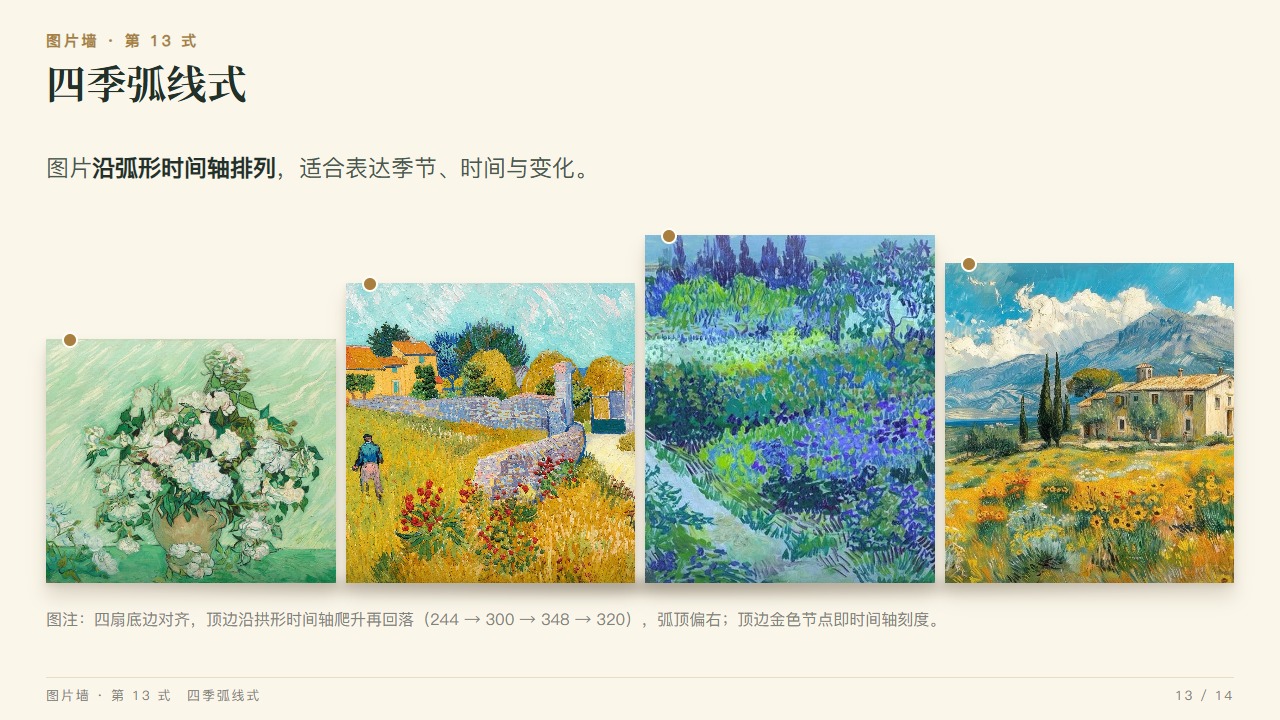 图片墙 · 第 13 式
四季弧线式
图片沿弧形时间轴排列，适合表达季节、时间与变化。
图注：四扇底边对齐，顶边沿拱形时间轴爬升再回落（244 → 300 → 348 → 320），弧顶偏右；顶边金色节点即时间轴刻度。
图片墙 · 第 13 式 四季弧线式
13 / 14